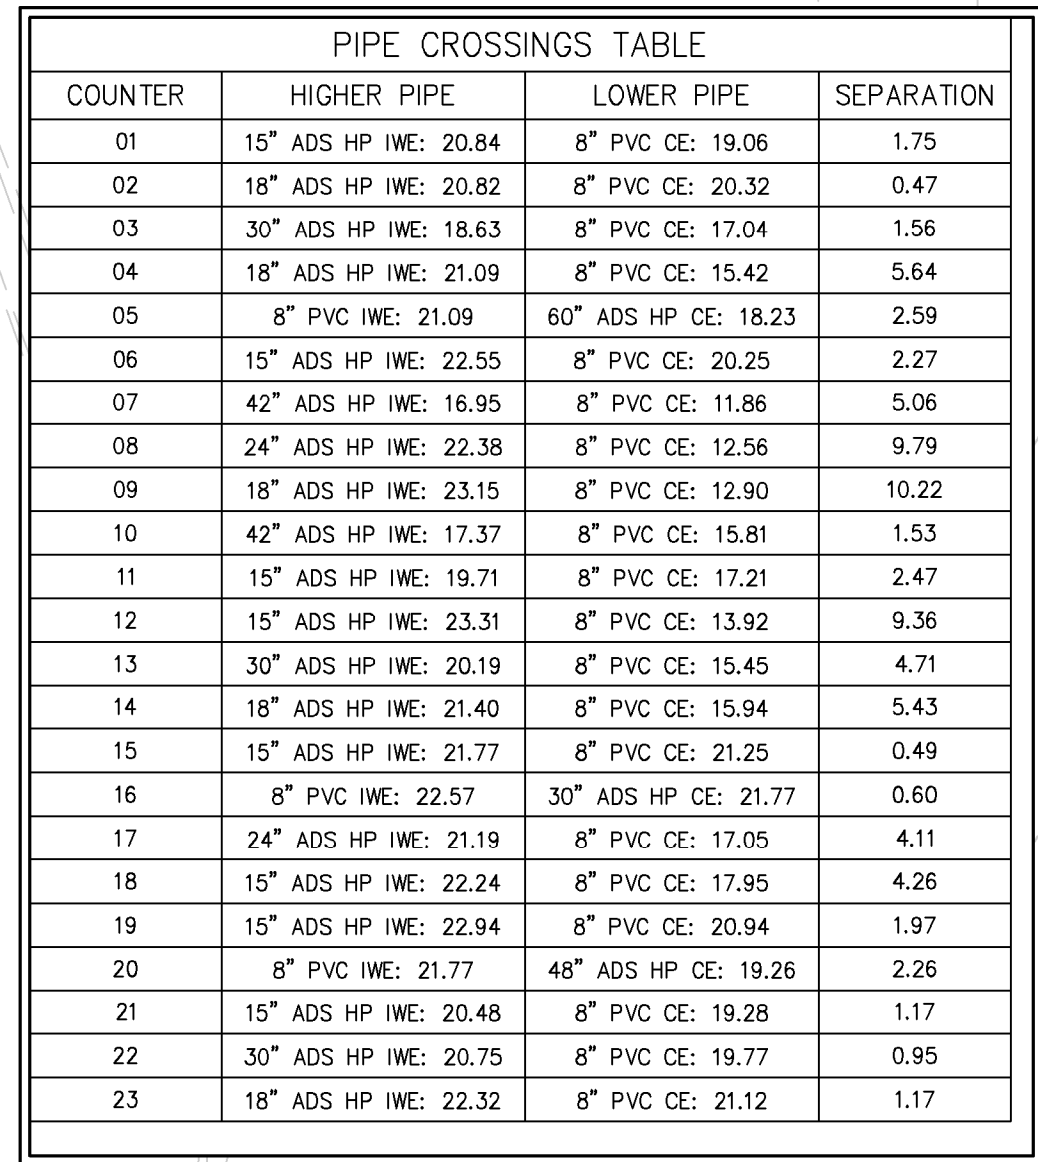 PIPE CROSSINGS TABLE
COUNTER HIGHER PIPE LOWER PIPE SEPARATION
01 15" ADS HP IWE: 20.84 8" PVC CE: 19.06 1.75
02 18" ADS HP IWE: 20.82 8" PVC CE: 20.32 0.47
03 30" ADS HP IWE: 18.63 8" PVC CE: 17.04 1.56
04 18" ADS HP IWE: 21.09 8" PVC CE: 15.42 5.64
05 8" PVC IWE: 21.09 60" ADS HP CE: 18.23 2.59
06 15" ADS HP IWE: 22.55 8" PVC CE: 20.25 2.27
07 42" ADS HP IWE: 16.95 8" PVC CE: 11.86 5.06
08 24" ADS HP IWE: 22.38 8" PVC CE: 12.56 9.79
09 18" ADS HP IWE: 23.15 8" PVC CE: 12.90 10.22
10 42" ADS HP IWE: 17.37 8" PVC CE: 15.81 1.53
11 15" ADS HP IWE: 19.71 8" PVC CE: 17.21 2.47
12 15" ADS HP IWE: 23.31 8" PVC CE: 13.92 9.36
13 30" ADS HP IWE: 20.19 8" PVC CE: 15.45 4.71
14 18" ADS HP IWE: 21.40 8" PVC CE: 15.94 5.43
15 15" ADS HP IWE: 21.77 8" PVC CE: 21.25 0.49
16 8" PVC IWE: 22.57 30" ADS HP CE: 21.77 0.60
17 24" ADS HP IWE: 21.19 8" PVC CE: 17.05 4.11
18 15" ADS HP IWE: 22.24 8" PVC CE: 17.95 4.26
19 15" ADS HP IWE: 22.94 8" PVC CE: 20.94 1.97
20 8" PVC IWE: 21.77 48" ADS HP CE: 19.26 2.26
21 15" ADS HP IWE: 20.48 8" PVC CE: 19.28 1.17
22 30" ADS HP IWE: 20.75 8" PVC CE: 19.77 0.95
23 18" ADS HP IWE: 22.32 8" PVC CE: 21.12 1.17